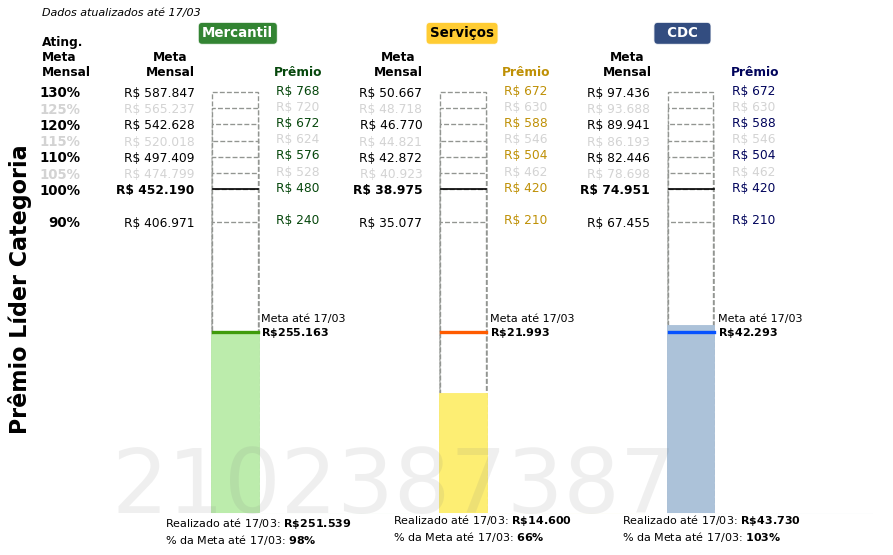 Dados atualizados até 17/03
Mercantil Serviços CDC
Ating. Meta Mensal Meta Mensal Prêmio Meta Mensal Prêmio Meta Mensal Prêmio
130% R$ 587.847 R$ 768 R$ 50.667 R$ 672 R$ 97.436 R$ 672
125% R$ 565.237 R$ 720 R$ 48.718 R$ 630 R$ 93.688 R$ 630
120% R$ 542.628 R$ 672 R$ 46.770 R$ 588 R$ 89.941 R$ 588
115% R$ 520.018 R$ 624 R$ 44.821 R$ 546 R$ 86.193 R$ 546
110% R$ 497.409 R$ 576 R$ 42.872 R$ 504 R$ 82.446 R$ 504
105% R$ 474.799 R$ 528 R$ 40.923 R$ 462 R$ 78.698 R$ 462
100% R$ 452.190 R$ 480 R$ 38.975 R$ 420 R$ 74.951 R$ 420
90% R$ 406.971 R$ 240 R$ 35.077 R$ 210 R$ 67.455 R$ 210
Prêmio Líder Categoria
Meta até 17/03 Meta até 17/03 Meta até 17/03
R$255.163 R$21.993 R$42.293
2102387387
Realizado até 17/03: R$251.539 Realizado até 17/03: R$14.600 Realizado até 17/03: R$43.730
% da Meta até 17/03: 98% % da Meta até 17/03: 66% % da Meta até 17/03: 103%